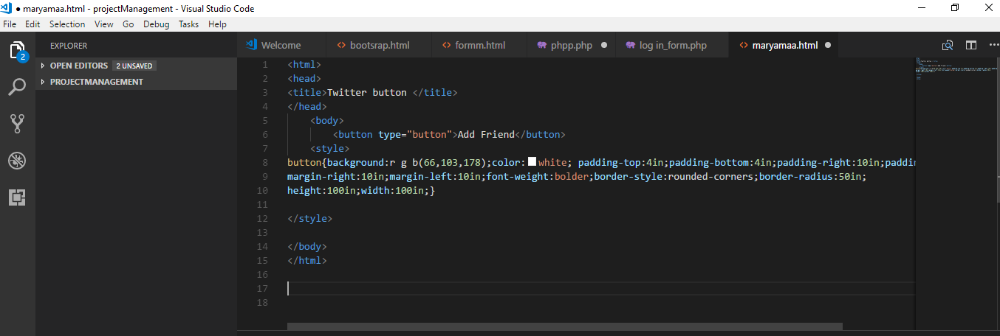 ● maryamaa.html - projectManagement - Visual Studio Code
File Edit Selection View Go Debug Tasks Help
2
EXPLORER
OPEN EDITORS 2 UNSAVED
PROJECTMANAGEMENT
Welcome <> bootsrap.html <> formm.html phpp.php ● log in_form.php <> maryamaa.html ●
1 <html>
2 <head>
3 <title>Twitter button </title>
4 </head>
5 <body>
6 <button type="button">Add Friend</button>
7 <style>
8 button{background:r g b(66,103,178);color:white; padding-top:4in;padding-bottom:4in;padding-right:10in;paddin
9 margin-right:10in;margin-left:10in;font-weight:bolder;border-style:rounded-corners;border-radius:50in;
10 height:100in;width:100in;}
11
12 </style>
13
14 </body>
15 </html>
16
17
18